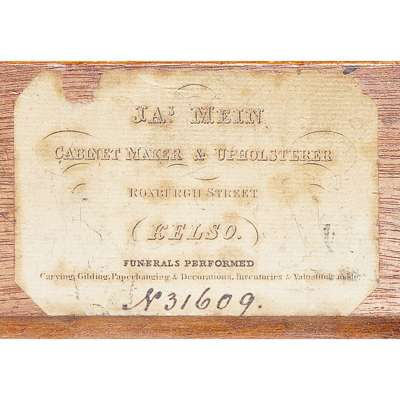 JAS MEIN
CABINET MAKER & UPHOLSTERER
ROXBURGH STREET
(KELSO.)
FUNERALS PERFORMED
Carving, Gilding, Paperhanging & Decorations, Inventories & Valuations made.
N31609.